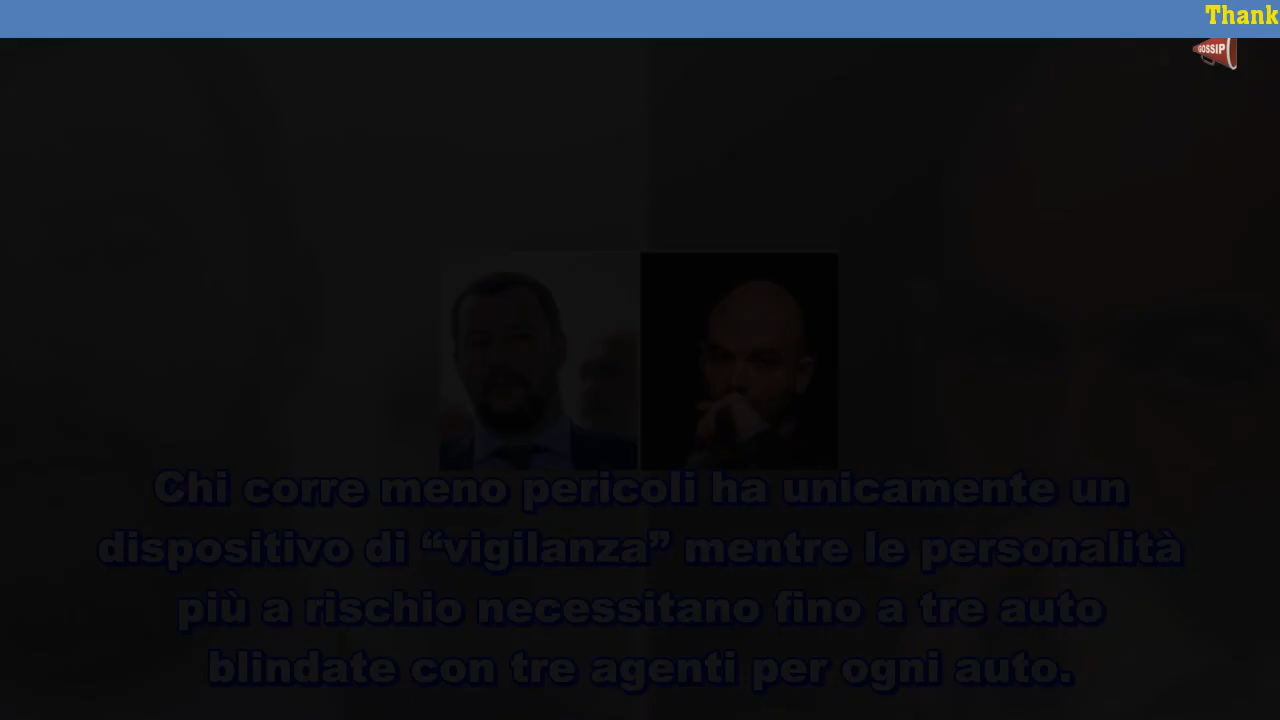 Thank
GOSSIP
Chi corre meno pericoli ha unicamente un
dispositivo di “vigilanza” mentre le personalità
più a rischio necessitano fino a tre auto
blindate con tre agenti per ogni auto.